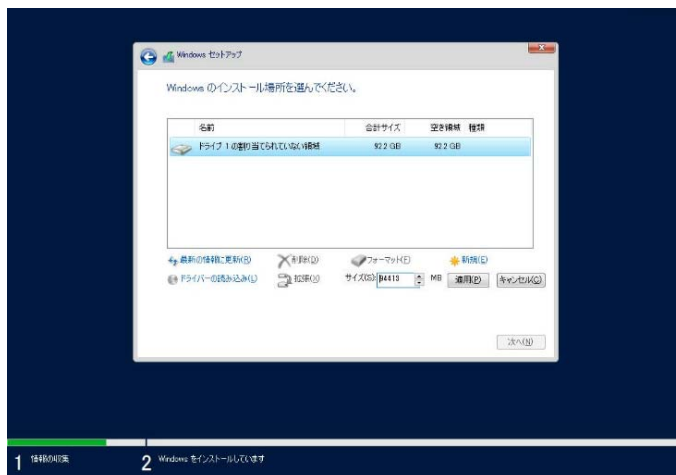 Windows セットアップ
Windows のインストール場所を選んでください。
名前 合計サイズ 空き領域 種類
ドライブ 1 の割り当てられていない領域 92.2 GB 92.2 GB
最新の情報に更新(R) 削除(D) フォーマット(F) 新規(E)
ドライバーの読み込み(L) 拡張(X) サイズ(S): 94413 MB 適用(P) キャンセル(C)
次へ(N)
1 情報の収集 2 Windows をインストールしています